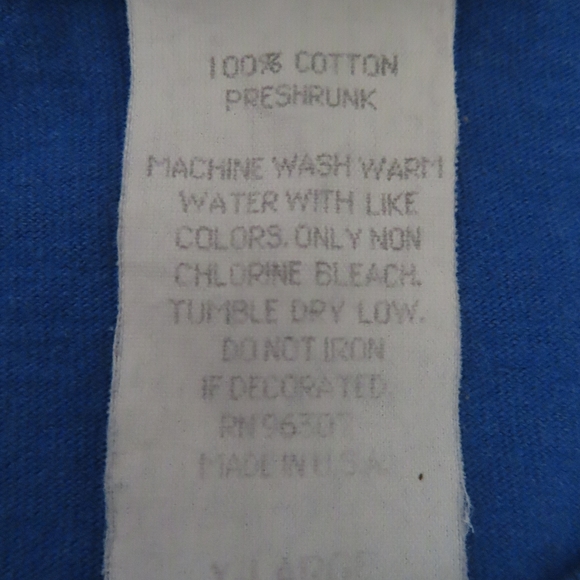 100% COTTON
PRESHRUNK
MACHINE WASH WARM
WATER WITH LIKE
COLORS. ONLY NON
CHLORINE BLEACH.
TUMBLE DRY LOW.
DO NOT IRON
IF DECORATED.
RN 96307
MADE IN U.S.A.
X-LARGE